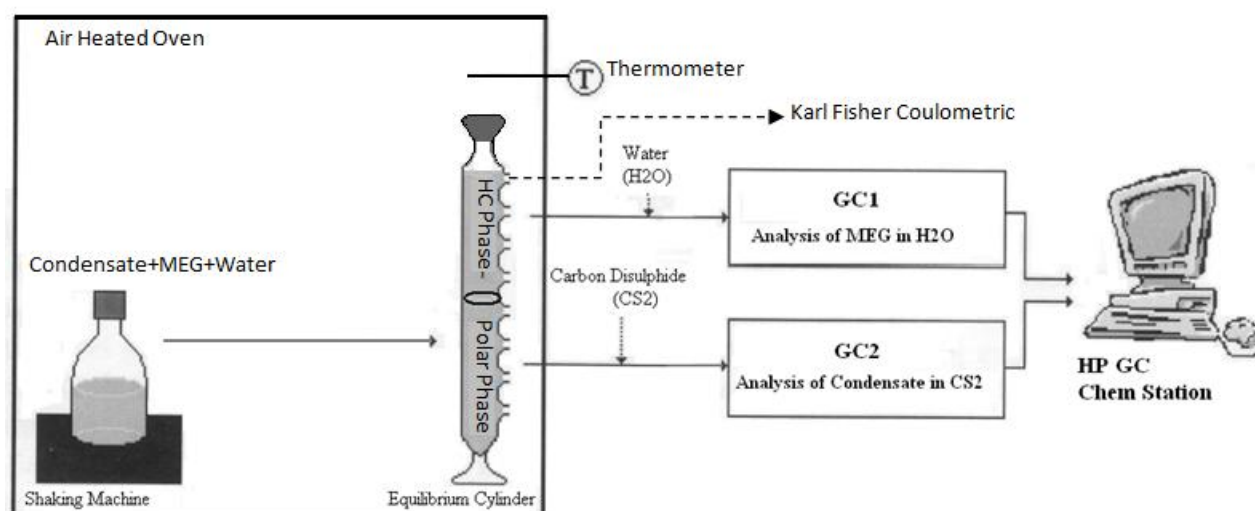 Air Heated Oven
T
Thermometer
Karl Fisher Coulometric
Water
(H2O)
GC1
Analysis of MEG in H2O
HC Phase-
Condensate+MEG+Water
Carbon Disulphide
(CS2)
Polar Phase
GC2
Analysis of Condensate in CS2
HP GC
Chem Station
Shaking Machine
Equilibrium Cylinder